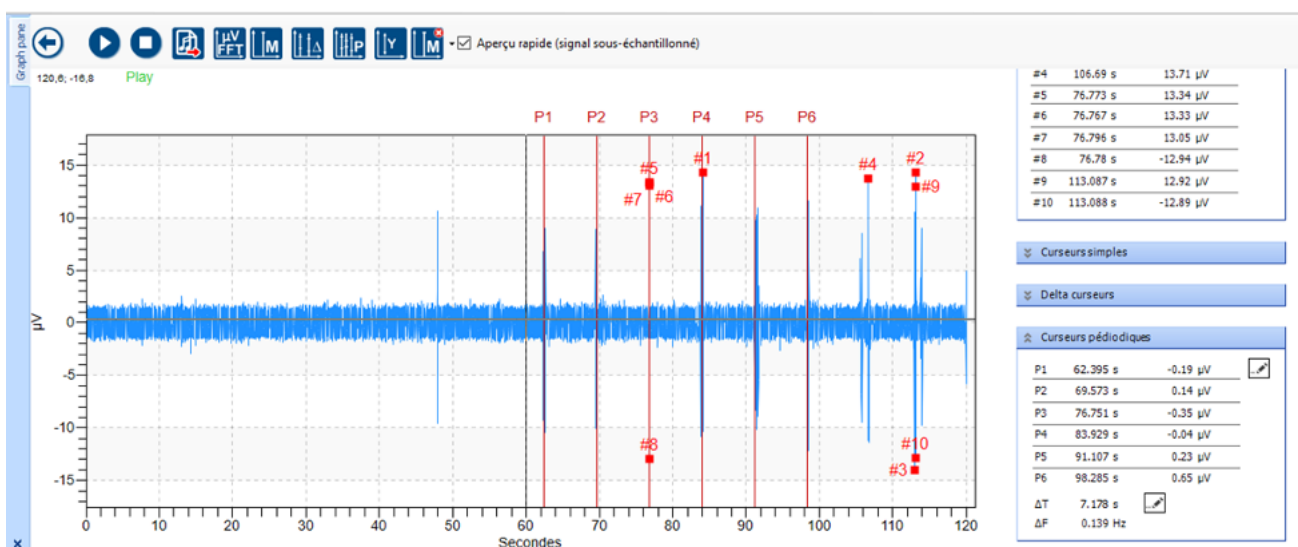 Graph pane
µV FFT M Δ P Y M Aperçu rapide (signal sous-échantillonné)
120,6; -16,8 Play
#4 106.69 s 13.71 µV
#5 76.773 s 13.34 µV
#6 76.767 s 13.33 µV
#7 76.796 s 13.05 µV
#8 76.78 s -12.94 µV
#9 113.087 s 12.92 µV
#10 113.088 s -12.89 µV
P1 P2 P3 P4 P5 P6
#5 #1 #4 #2
#7 #6 #9
#8 #10
#3
15
10
5
0
-5
-10
-15
µV
0 10 20 30 40 50 60 70 80 90 100 110 120
Secondes
Curseurs simples
Delta curseurs
Curseurs pédiodiques
P1 62.395 s -0.19 µV
P2 69.573 s 0.14 µV
P3 76.751 s -0.35 µV
P4 83.929 s -0.04 µV
P5 91.107 s 0.23 µV
P6 98.285 s 0.65 µV
ΔT 7.178 s
ΔF 0.139 Hz